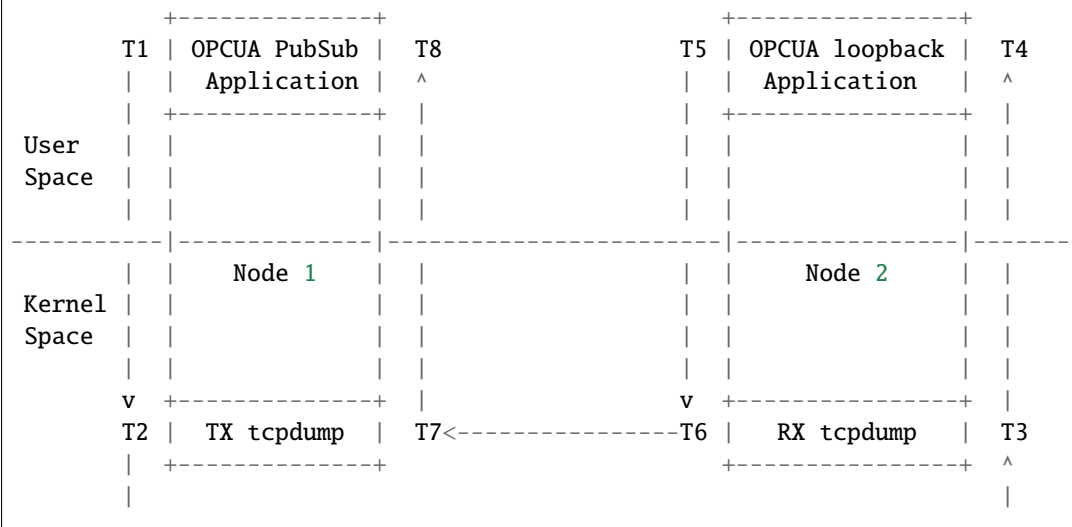 T1 OPCUA PubSub T8 T5 OPCUA loopback T4
Application ^ Application ^
User
Space
Node 1 Node 2
Kernel
Space
v v
T2 TX tcpdump T7<----------------T6 RX tcpdump T3
^